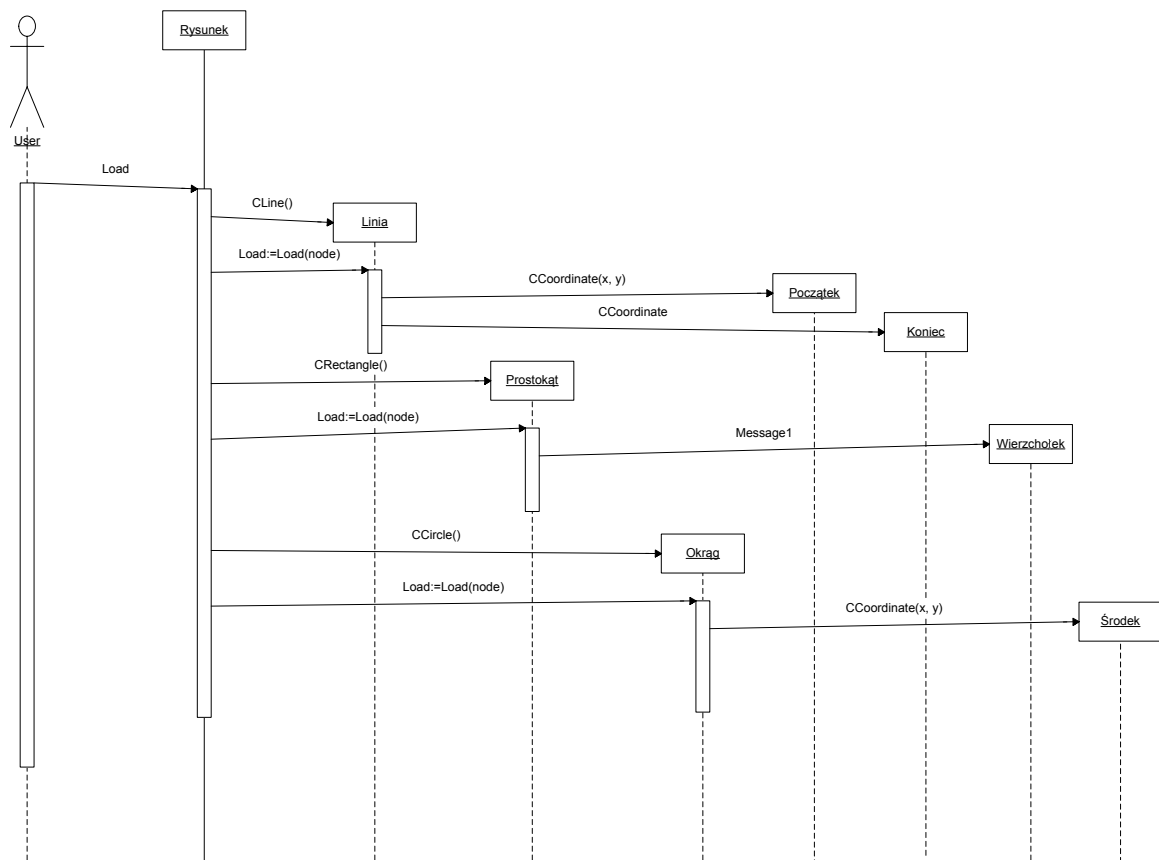 Rysunek
User
Load
CLine()
Linia
Load:=Load(node)
CCoordinate(x, y)
Początek
CCoordinate
Koniec
CRectangle()
Prostokąt
Load:=Load(node)
Message1
Wierzchołek
CCircle()
Okrąg
Load:=Load(node)
CCoordinate(x, y)
Środek